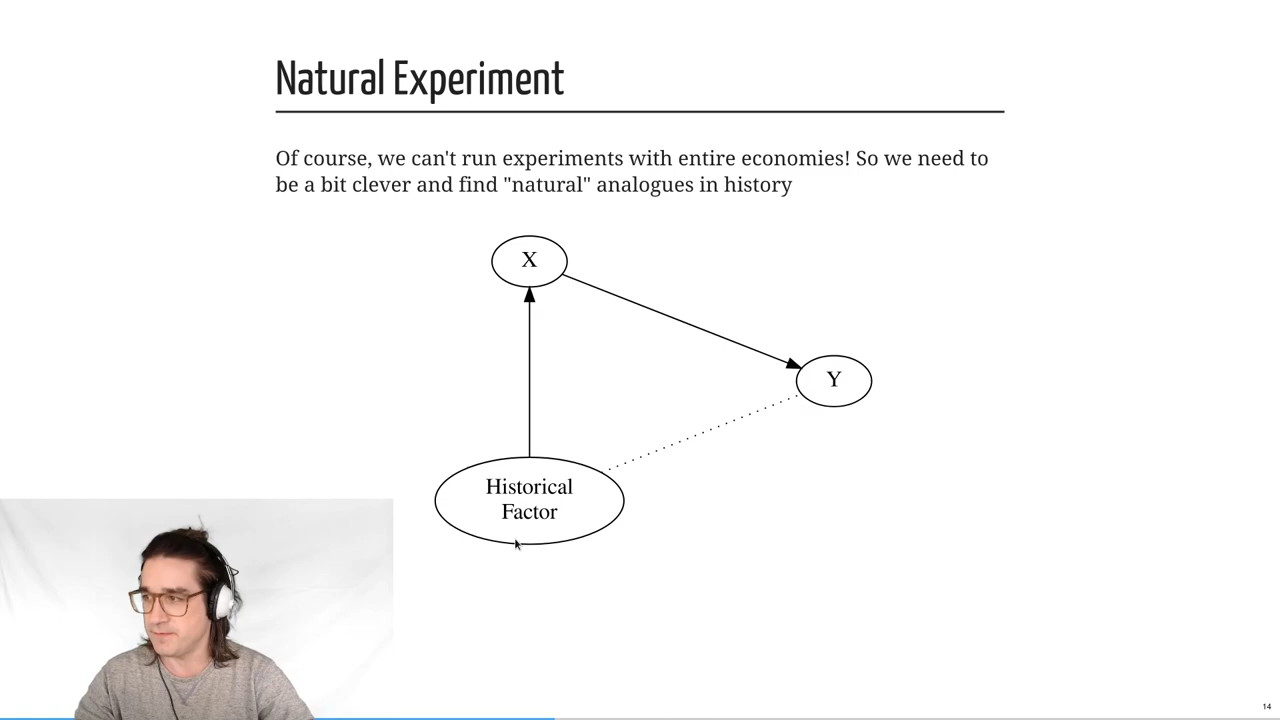 Natural Experiment
Of course, we can't run experiments with entire economies! So we need to
be a bit clever and find "natural" analogues in history
X
Y
Historical
Factor
14